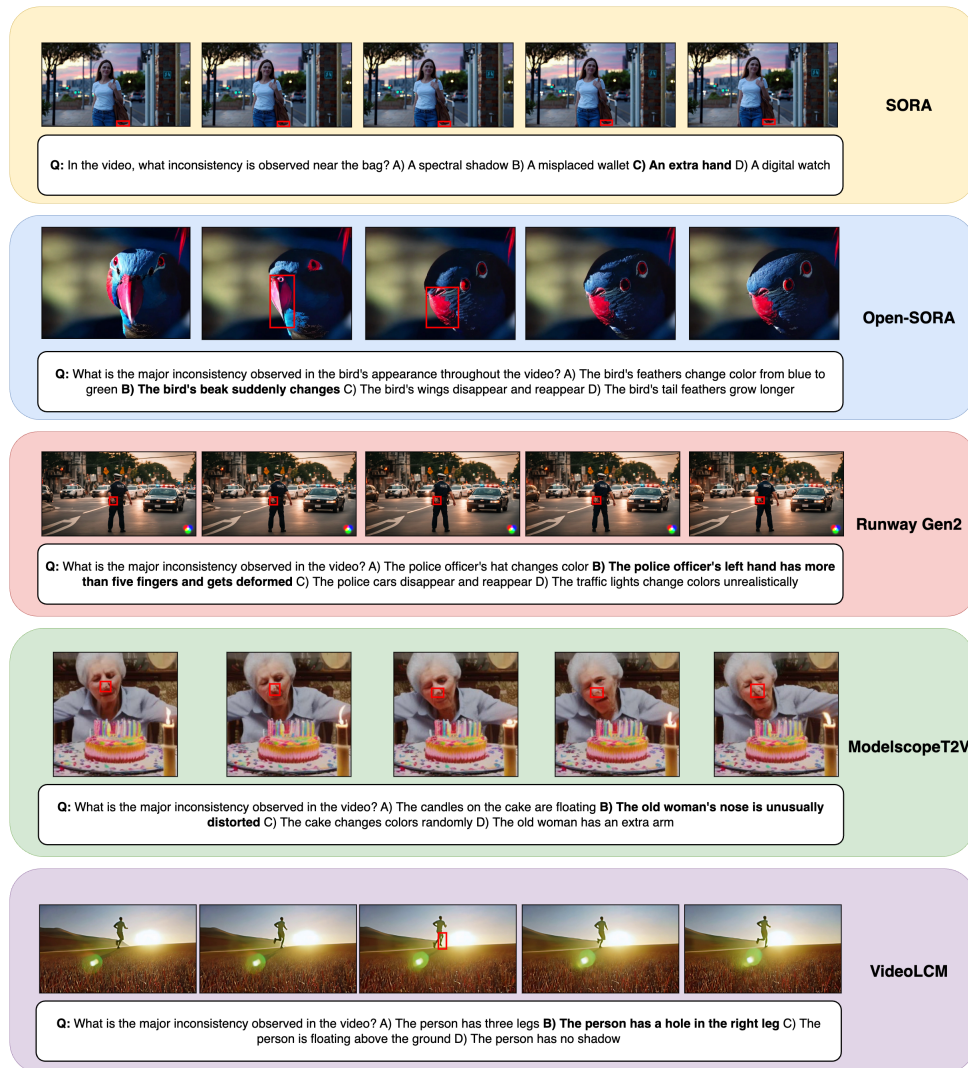 SORA
Q: In the video, what inconsistency is observed near the bag? A) A spectral shadow B) A misplaced wallet C) An extra hand D) A digital watch
Open-SORA
Q: What is the major inconsistency observed in the bird's appearance throughout the video? A) The bird's feathers change color from blue to
green B) The bird's beak suddenly changes C) The bird's wings disappear and reappear D) The bird's tail feathers grow longer
Runway Gen2
Q: What is the major inconsistency observed in the video? A) The police officer's hat changes color B) The police officer's left hand has more
than five fingers and gets deformed C) The police cars disappear and reappear D) The traffic lights change colors unrealistically
ModelscopeT2V
Q: What is the major inconsistency observed in the video? A) The candles on the cake are floating B) The old woman's nose is unusually
distorted C) The cake changes colors randomly D) The old woman has an extra arm
VideoLCM
Q: What is the major inconsistency observed in the video? A) The person has three legs B) The person has a hole in the right leg C) The
person is floating above the ground D) The person has no shadow